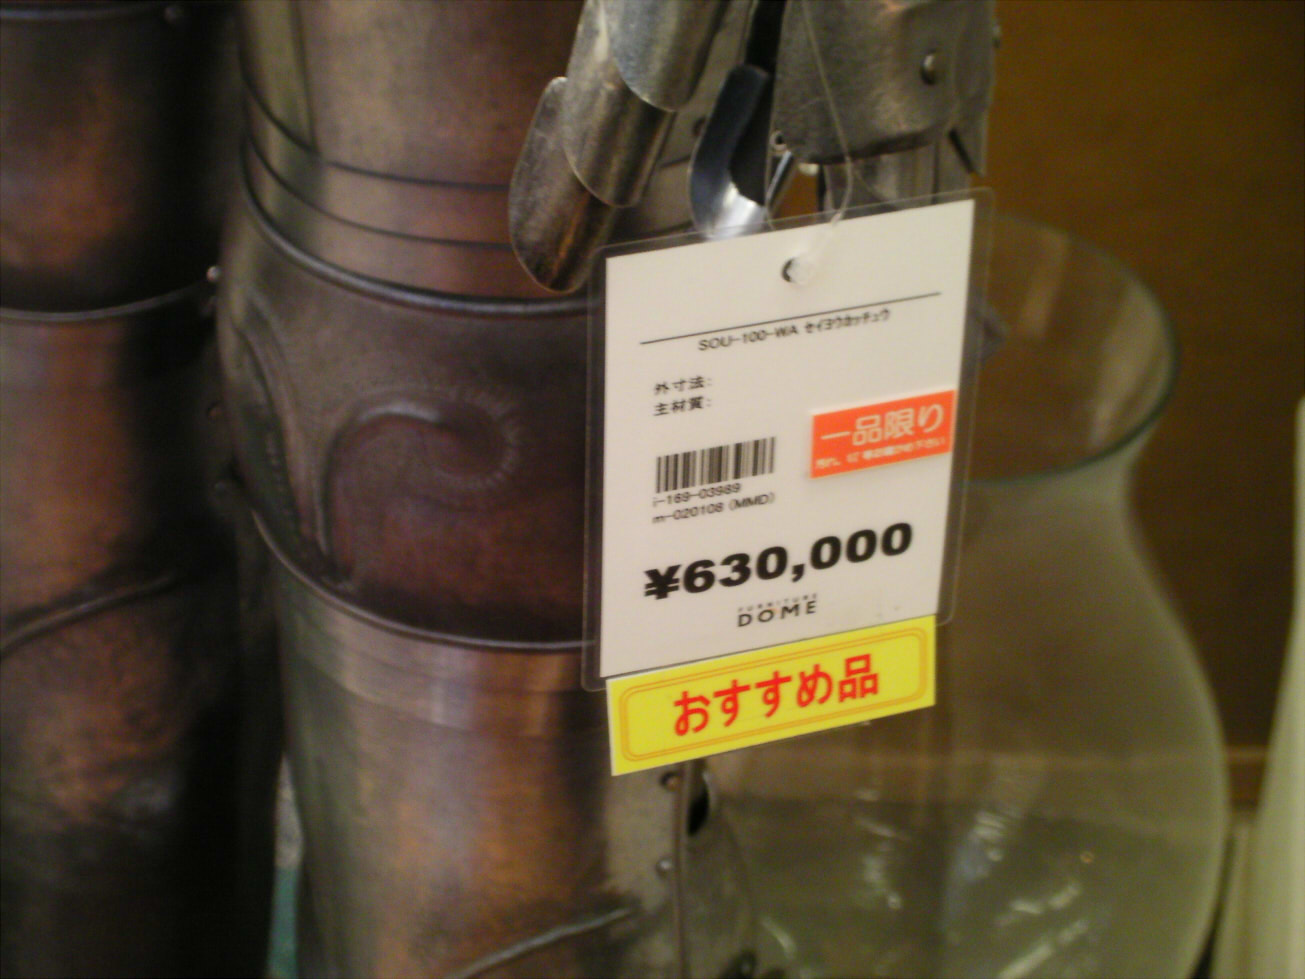 SOU-100-WA ｾｲﾖｳｶｯﾁｭｳ
外寸法:
主材質:
一品限り
i-169-03989
m-020108 (MMD)
¥630,000
FURNITURE
DOME
おすすめ品